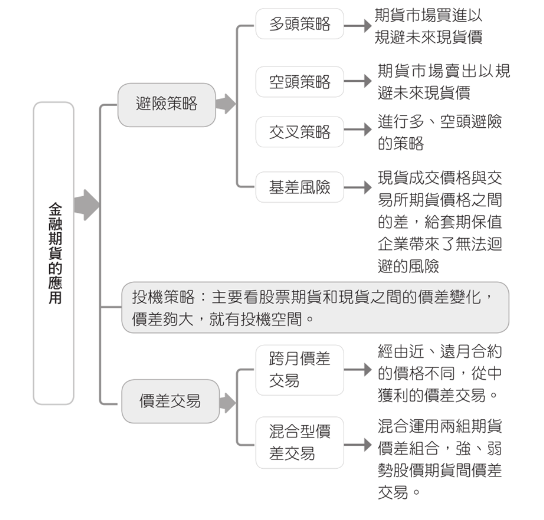 金融期貨的應用
避險策略
多頭策略
期貨市場買進以
規避未來現貨價
空頭策略
期貨市場賣出以規
避未來現貨價
交叉策略
進行多、空頭避險
的策略
基差風險
現貨成交價格與交
易所期貨價格之間
的差，給套期保值
企業帶來了無法迴
避的風險
投機策略：主要看股票期貨和現貨之間的價差變化，
價差夠大，就有投機空間。
價差交易
跨月價差
交易
經由近、遠月合約
的價格不同，從中
獲利的價差交易。
混合型價
差交易
混合運用兩組期貨
價差組合，強、弱
勢股價期貨間價差
交易。